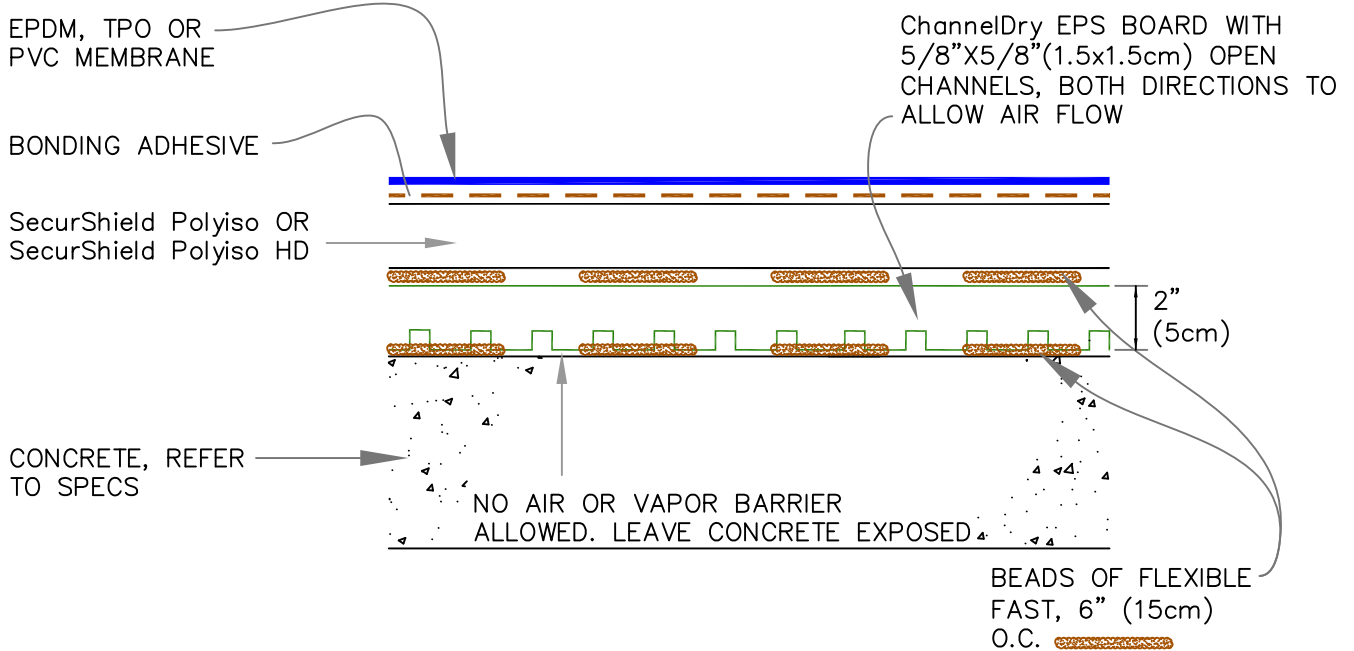 EPDM, TPO OR
PVC MEMBRANE
BONDING ADHESIVE
SecurShield Polyiso OR
SecurShield Polyiso HD
CONCRETE, REFER
TO SPECS
ChannelDry EPS BOARD WITH
5/8"X5/8"(1.5x1.5cm) OPEN
CHANNELS, BOTH DIRECTIONS TO
ALLOW AIR FLOW
2"
(5cm)
NO AIR OR VAPOR BARRIER
ALLOWED. LEAVE CONCRETE EXPOSED
BEADS OF FLEXIBLE
FAST, 6" (15cm)
O.C.